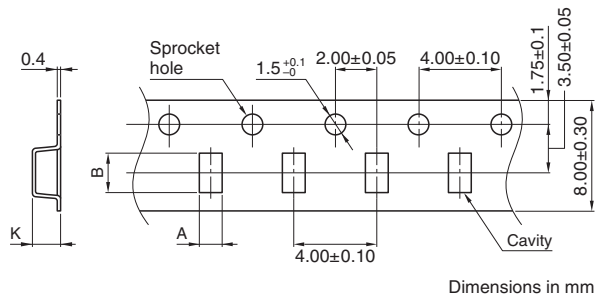 0.4
Sprocket
hole
1.5 +0.1 −0
2.00±0.05
4.00±0.10
1.75±0.1
3.50±0.05
8.00±0.30
B
K
A
4.00±0.10
Cavity
Dimensions in mm